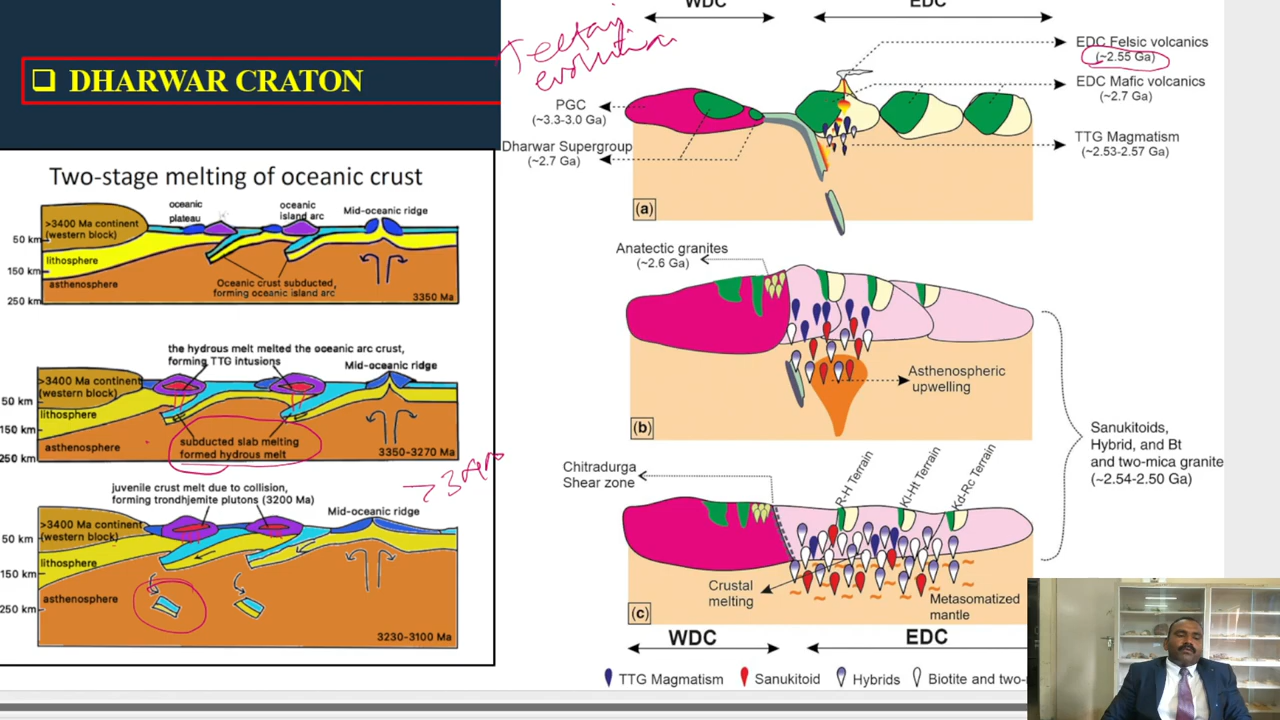 ❑ DHARWAR CRATON
Two-stage melting of oceanic crust
oceanic
plateau
oceanic
island arc
Mid-oceanic ridge
>3400 Ma continent
(western block)
50 km
lithosphere
150 km
asthenosphere
250 km
Oceanic crust subducted,
forming oceanic island arc
3350 Ma
the hydrous melt melted the oceanic arc crust,
forming TTG intusions
Mid-oceanic ridge
>3400 Ma continent
(western block)
50 km
lithosphere
150 km
asthenosphere
250 km
subducted slab melting
formed hydrous melt
3350-3270 Ma
juvenile crust melt due to collision,
forming trondhjemite plutons (3200 Ma)
Mid-oceanic ridge
>3400 Ma continent
(western block)
50 km
lithosphere
150 km
asthenosphere
250 km
3230-3100 Ma
WDC
EDC
evolution
EDC Felsic volcanics
(~2.55 Ga)
EDC Mafic volcanics
(~2.7 Ga)
PGC
(~3.3-3.0 Ga)
Dharwar Supergroup
(~2.7 Ga)
TTG Magmatism
(~2.53-2.57 Ga)
(a)
Anatectic granites
(~2.6 Ga)
Asthenospheric
upwelling
(b)
Sanukitoids,
Hybrid, and Bt
and two-mica granite
(~2.54-2.50 Ga)
Chitradurga
Shear zone
R-H Terrain
Kl-Ht Terrain
Kd-Rc Terrain
Crustal
melting
Metasomatized
mantle
(c)
WDC
EDC
TTG Magmatism
Sanukitoid
Hybrids
Biotite and two-